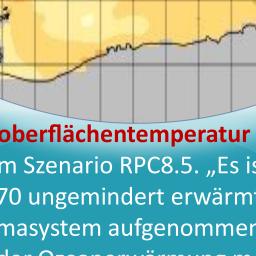 oberflächentemperatur
m Szenario RPC8.5. „Es is
70 ungemindert erwärmt
masystem aufgenommen